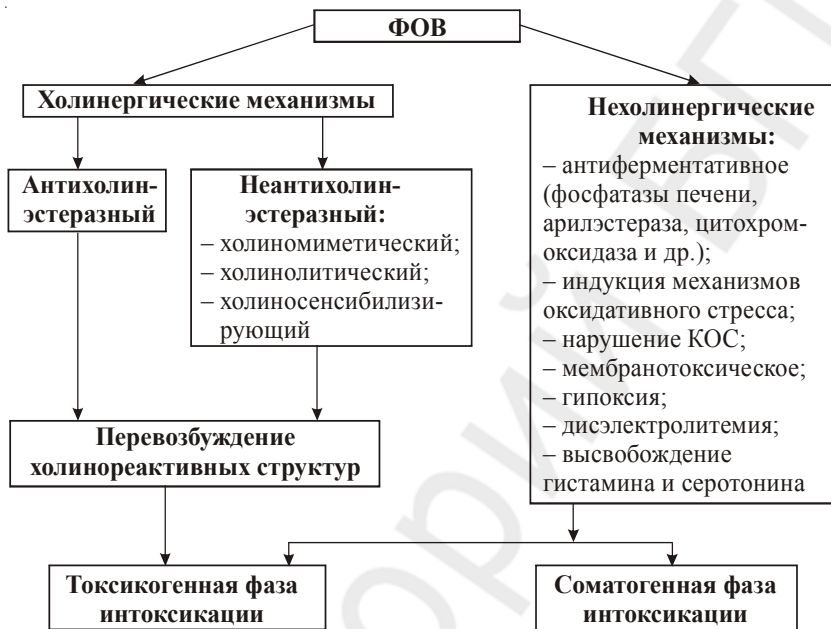 ФОВ
Холинергические механизмы
Антихолин-
эстеразный
Неантихолин-
эстеразный:
– холиномиметический;
– холинолитический;
– холиносенсибилизи-
рующий
Перевозбуждение
холинореактивных структур
Нехолинергические
механизмы:
– антиферментативное
(фосфатазы печени,
арилэстераза, цитохром-
оксидаза и др.);
– индукция механизмов
оксидативного стресса;
– нарушение КОС;
– мембранотоксическое;
– гипоксия;
– дисэлектролитемия;
– высвобождение
гистамина и серотонина
Токсикогенная фаза
интоксикации
Соматогенная фаза
интоксикации